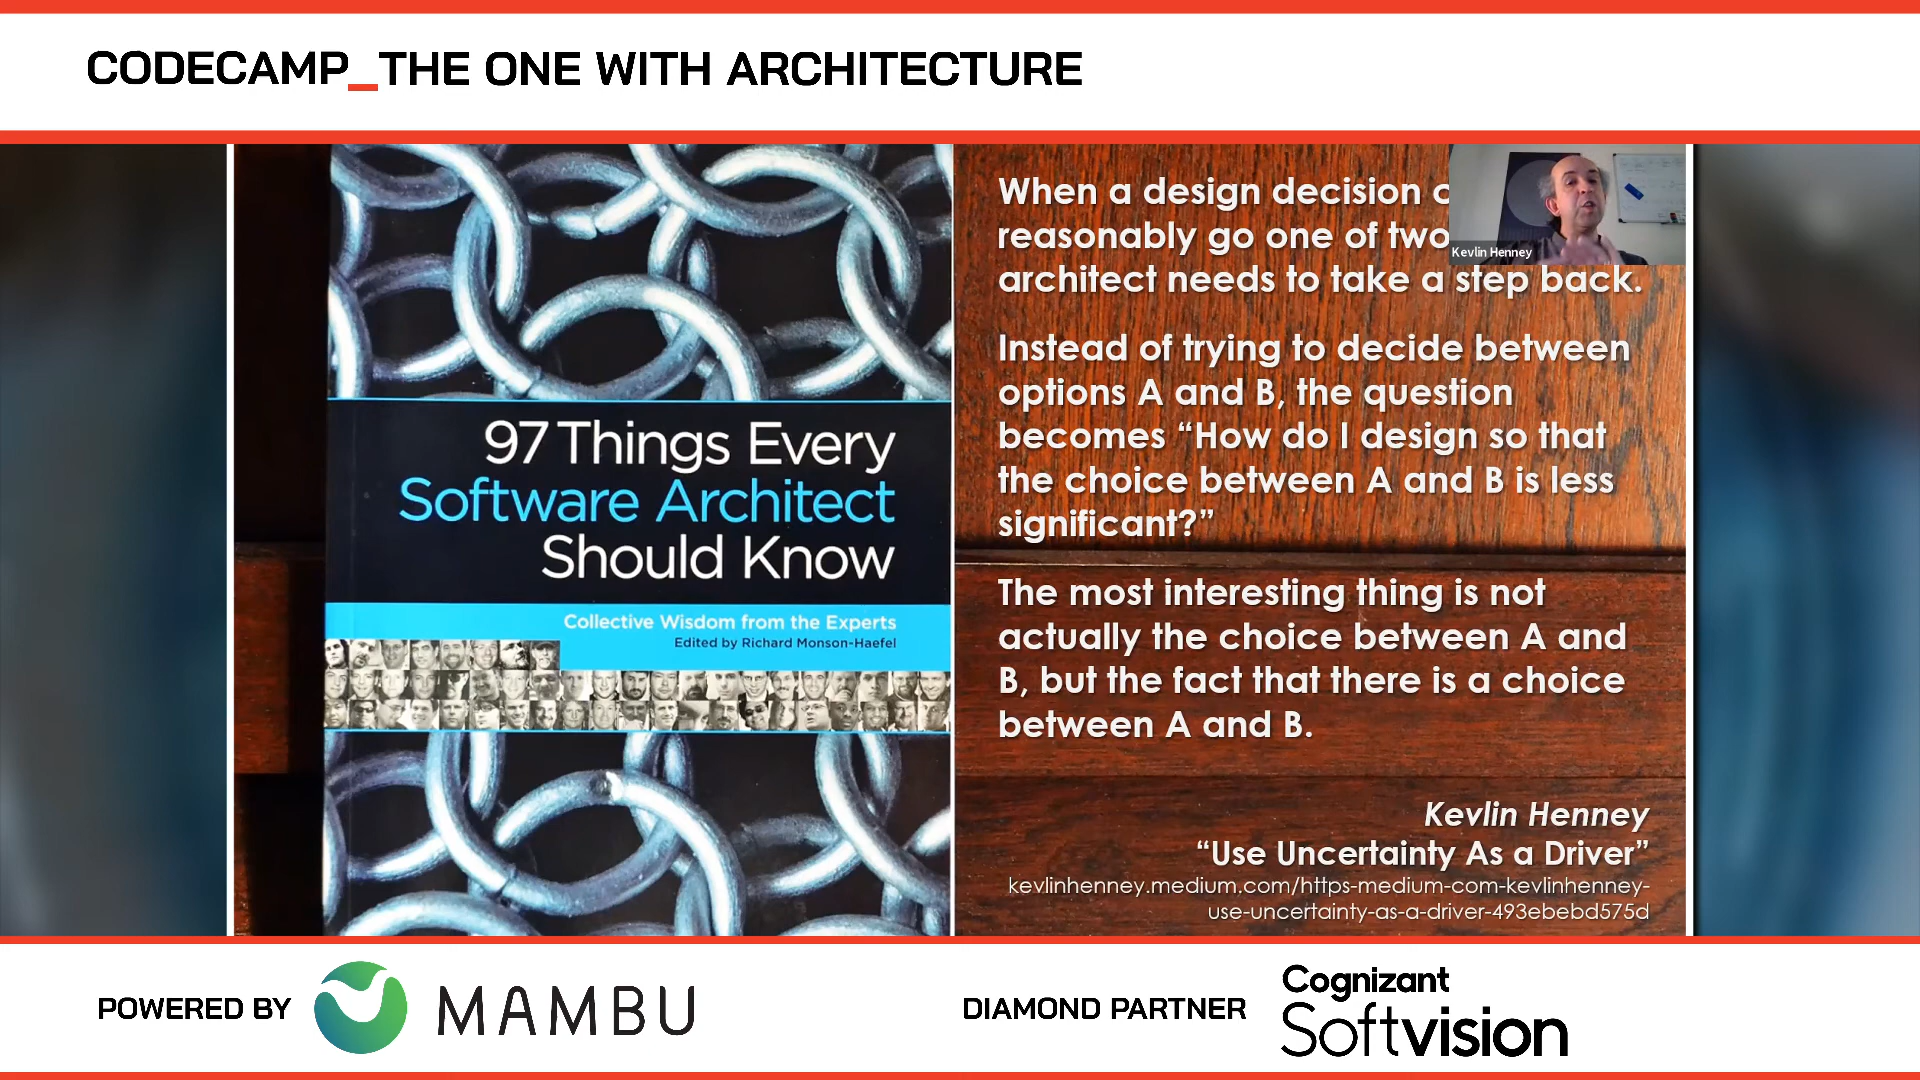 CODECAMP_THE ONE WITH ARCHITECTURE
97 Things Every
Software Architect
Should Know
Collective Wisdom from the Experts
Edited by Richard Monson-Haefel
When a design decision
reasonably go one of two
architect needs to take a step back.
Instead of trying to decide between
options A and B, the question
becomes “How do I design so that
the choice between A and B is less
significant?”
The most interesting thing is not
actually the choice between A and
B, but the fact that there is a choice
between A and B.
Kevlin Henney
“Use Uncertainty As a Driver”
kevlinhenney.medium.com/https-medium-com-kevlinhenney-
use-uncertainty-as-a-driver-493ebebd575d
Kevlin Henney
POWERED BY
MAMBU
DIAMOND PARTNER
Cognizant
Softvision